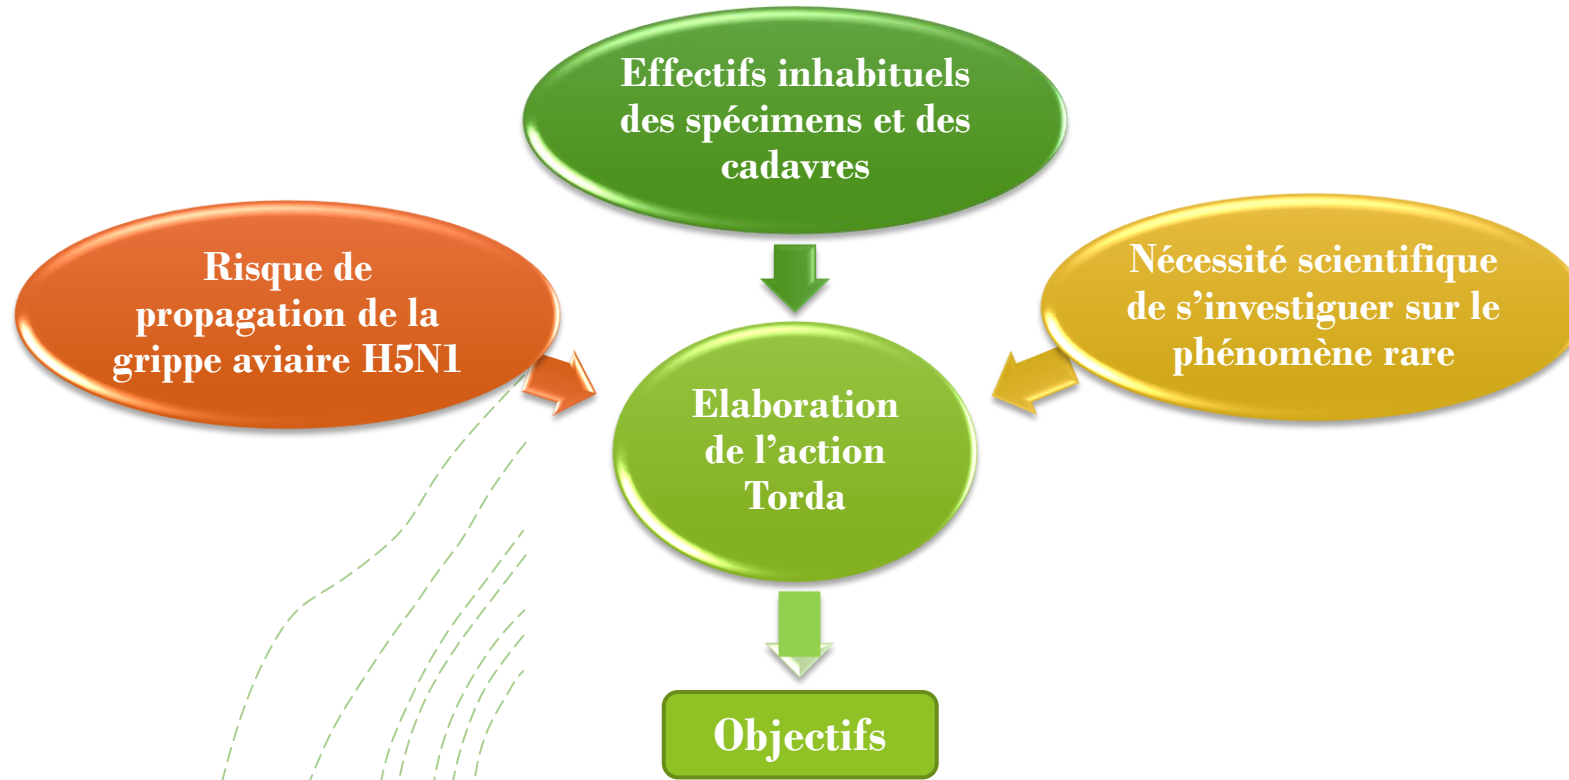 Effectifs inhabituels
des spécimens et des
cadavres
Risque de
propagation de la
grippe aviaire H5N1
Nécessité scientifique
de s’investiguer sur le
phénomène rare
Elaboration
de l’action
Torda
Objectifs